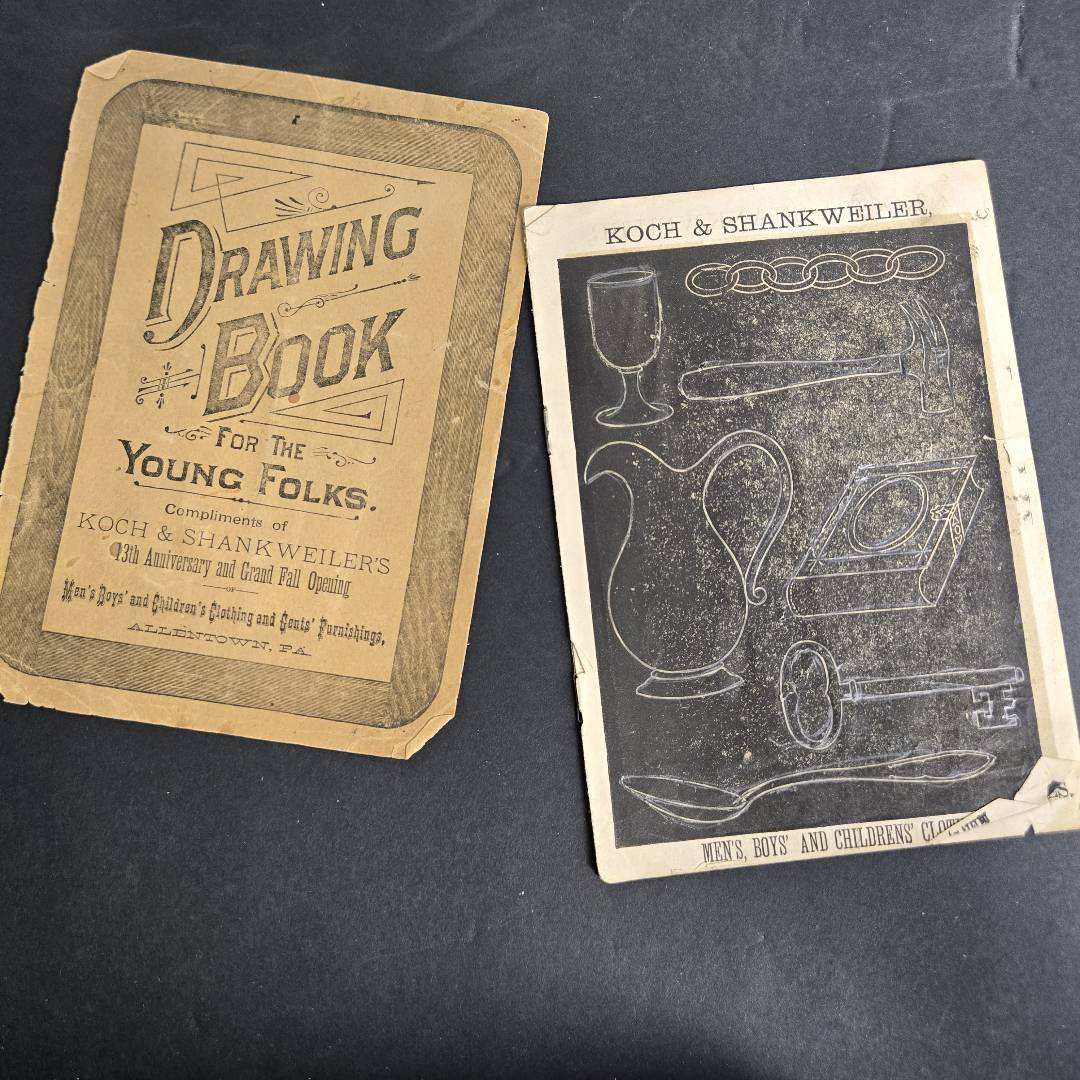 DRAWING
BOOK
FOR THE
YOUNG FOLKS.
Compliments of
KOCH & SHANKWEILER'S
13th Anniversary and Grand Fall Opening
OF
Men's Boys' and Children's Clothing and Gents' Furnishings,
ALLENTOWN, PA
KOCH & SHANKWEILER,
MEN'S, BOYS' AND CHILDRENS'